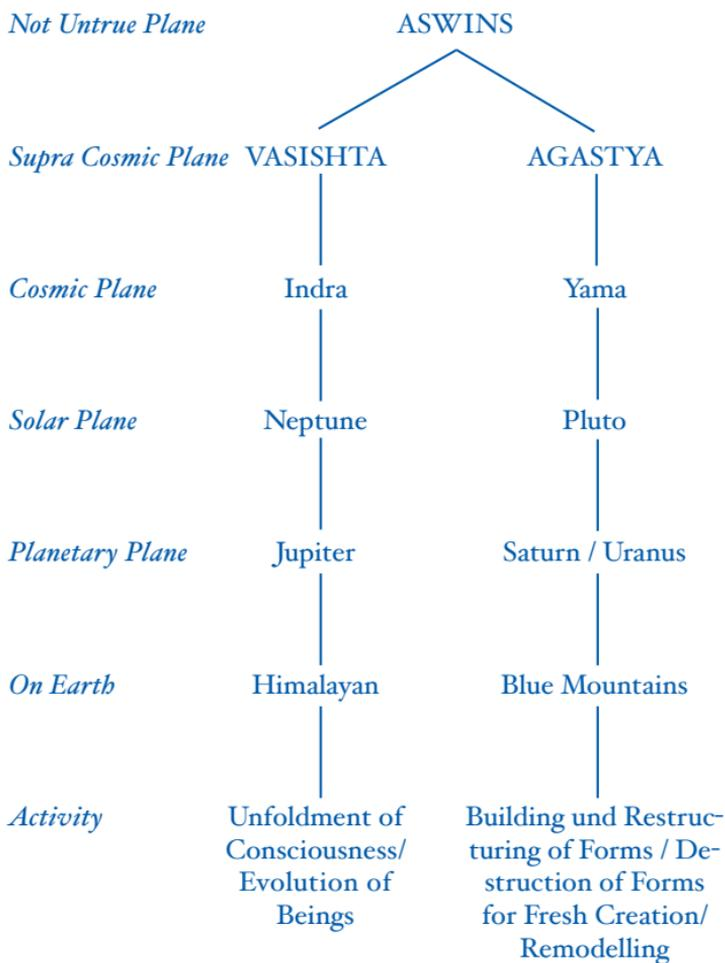 Not Untrue Plane ASWINS
Supra Cosmic Plane VASISHTA AGASTYA
Cosmic Plane Indra Yama
Solar Plane Neptune Pluto
Planetary Plane Jupiter Saturn / Uranus
On Earth Himalayan Blue Mountains
Activity Unfoldment of Building und Restruc-
Consciousness/ turing of Forms / De-
Evolution of struction of Forms
Beings for Fresh Creation/
Remodelling